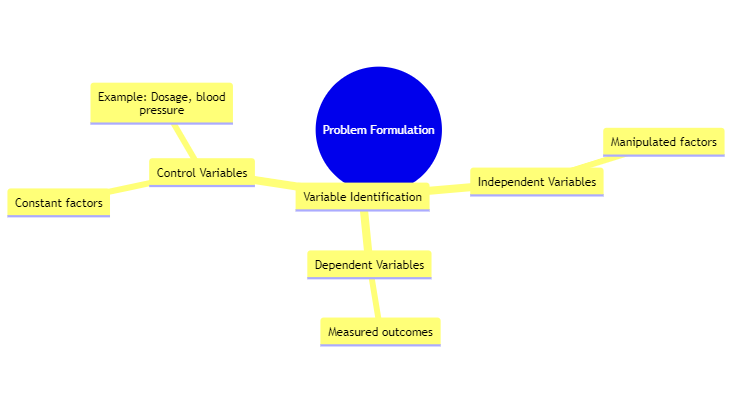 Problem Formulation
Variable Identification
Control Variables
Example: Dosage, blood
pressure
Constant factors
Independent Variables
Manipulated factors
Dependent Variables
Measured outcomes